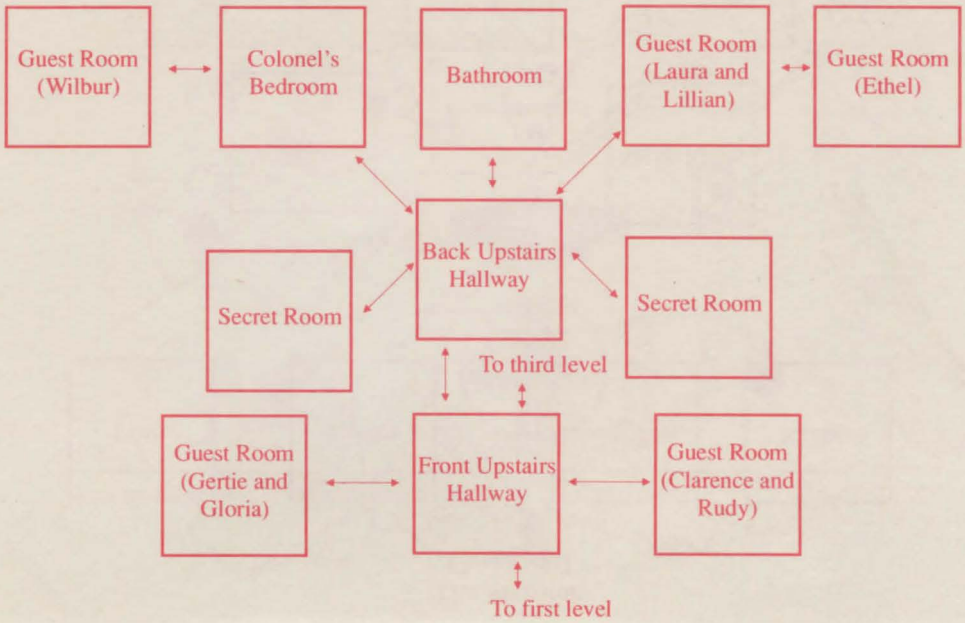 Guest Room
(Wilbur)
Colonel's
Bedroom
Bathroom
Guest Room
(Laura and
Lillian)
Guest Room
(Ethel)
Back Upstairs
Hallway
Secret Room
Secret Room
To third level
Guest Room
(Gertie and
Gloria)
Front Upstairs
Hallway
Guest Room
(Clarence and
Rudy)
To first level